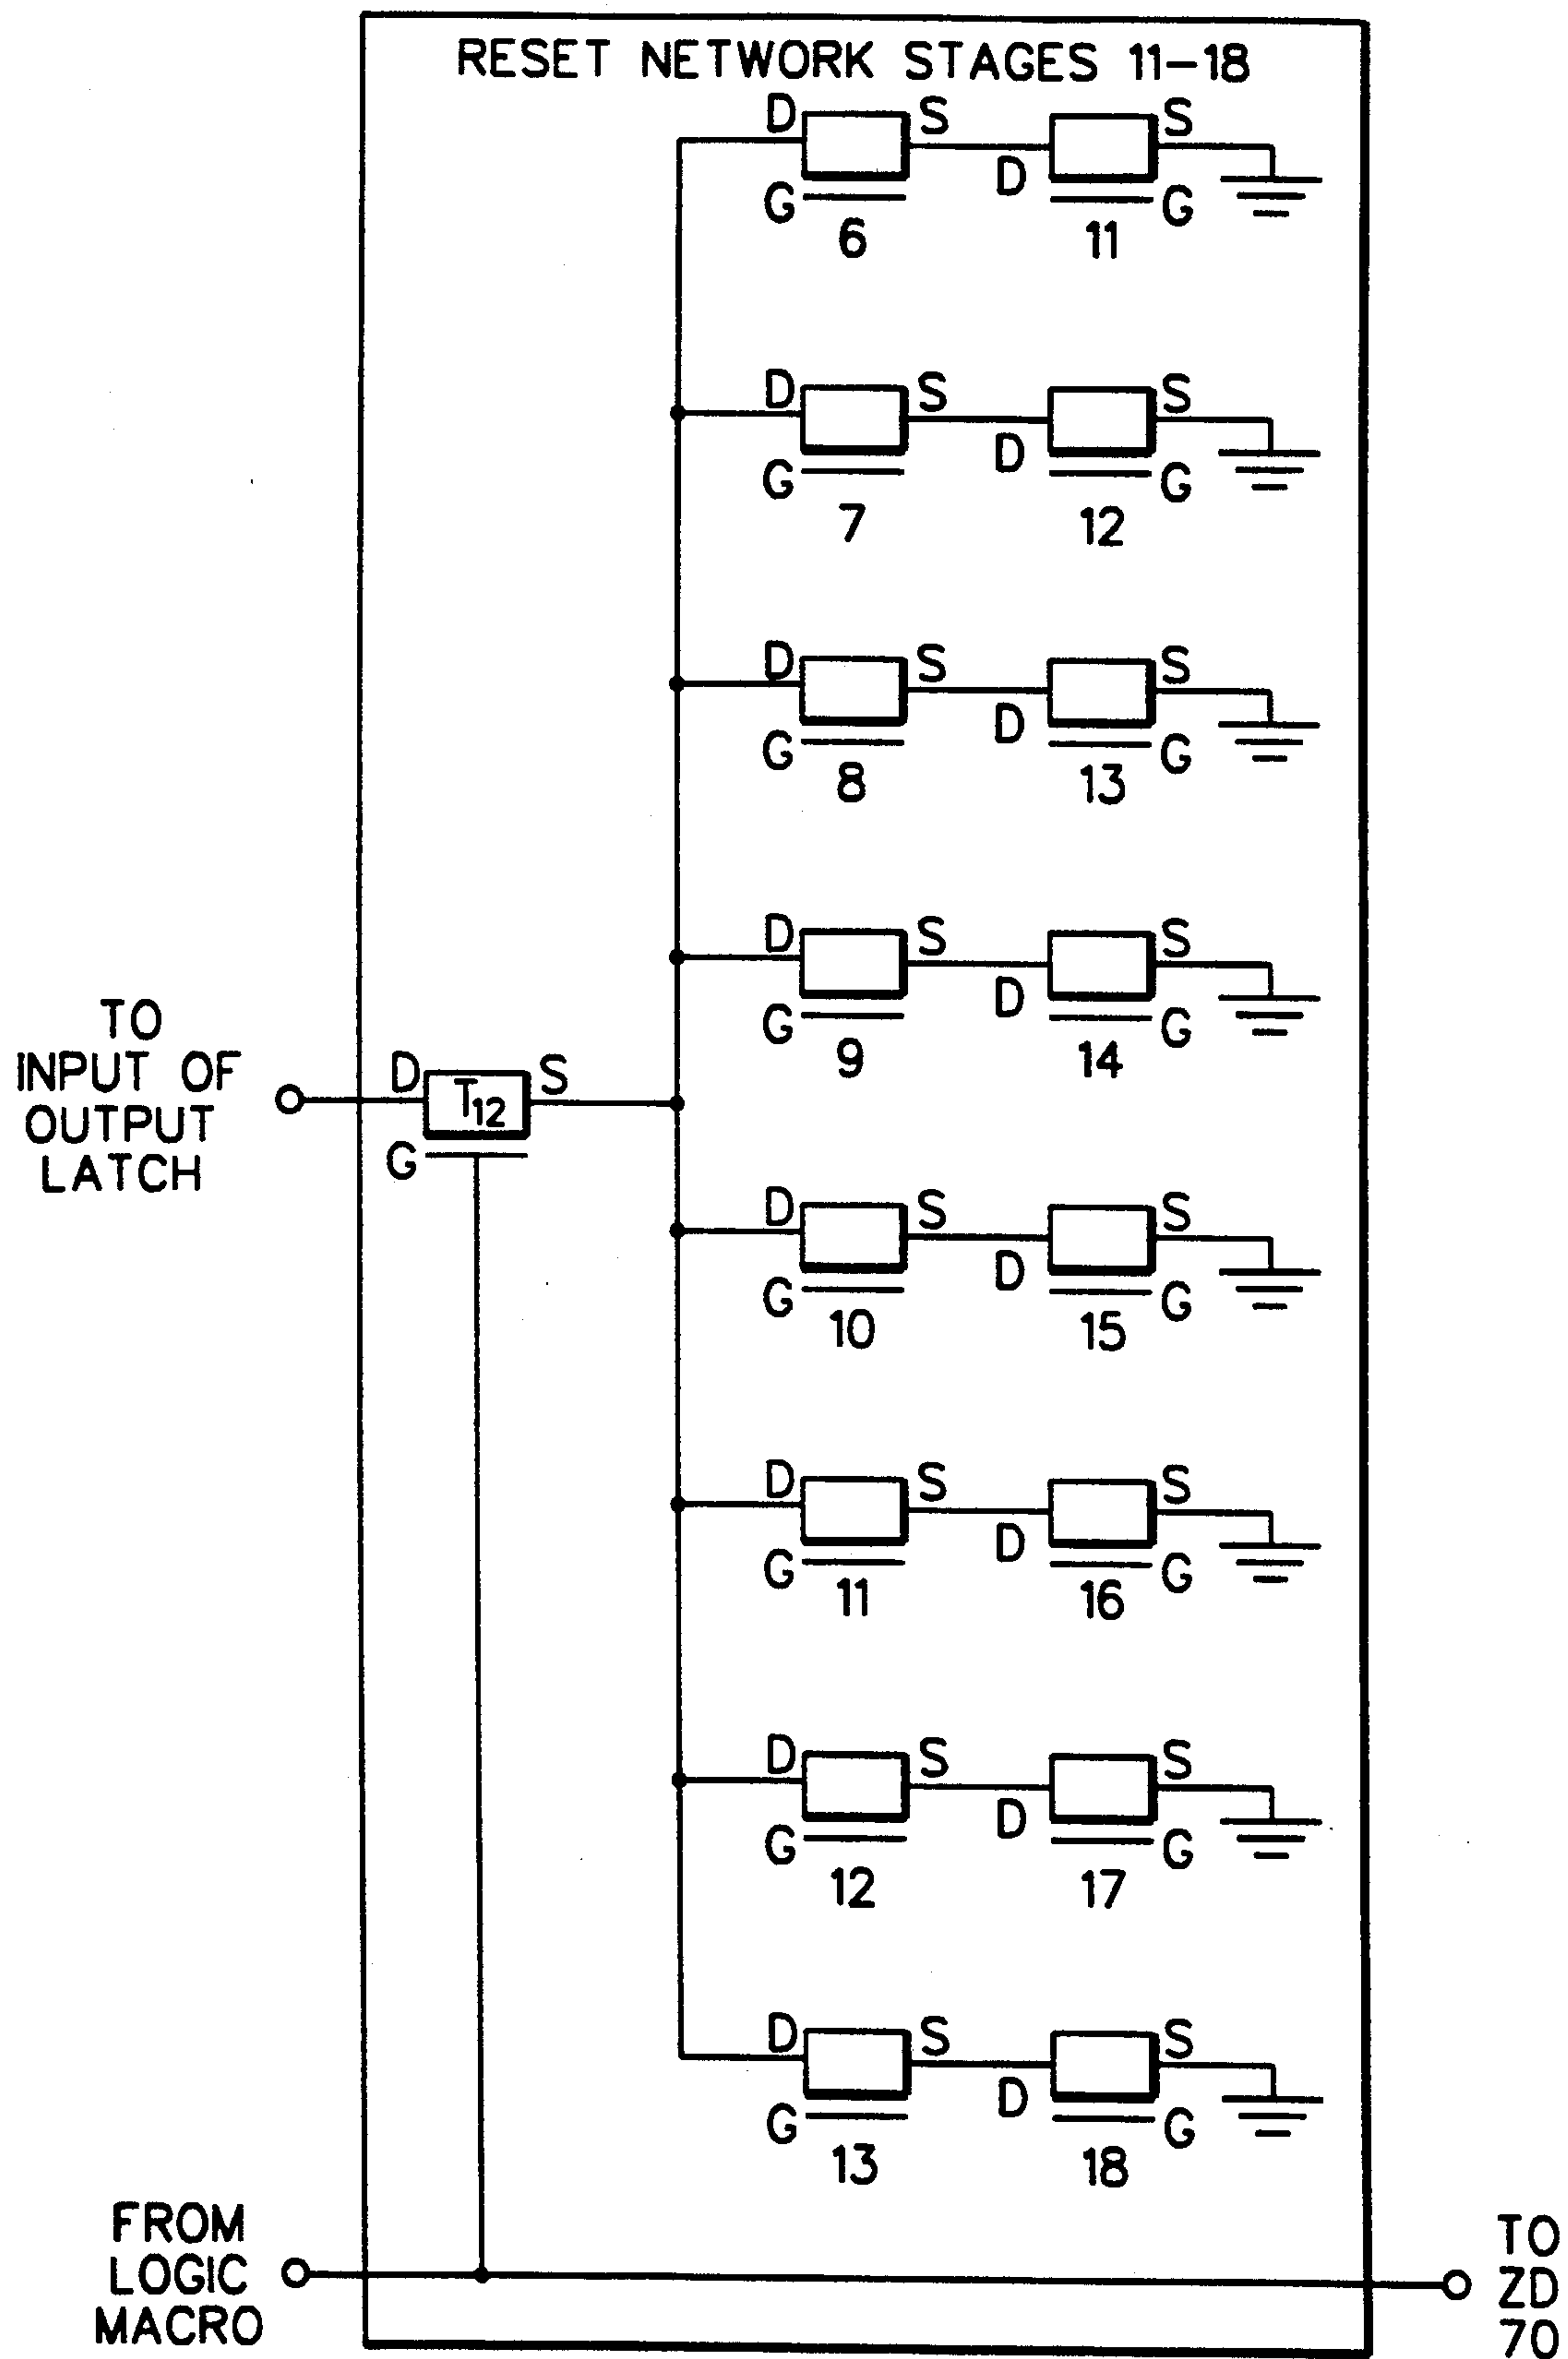 RESET NETWORK STAGES 11-18
D S S
D
G G
6 11
D S S
D
G G
7 12
D S S
D
G G
8 13
D S S
D
G G
9 14
TO
INPUT OF
OUTPUT
LATCH
D T12 S
G
D S S
D
G G
10 15
D S S
D
G G
11 16
D S S
D
G G
12 17
D S S
D
G G
13 18
FROM
LOGIC
MACRO
TO
ZD
70